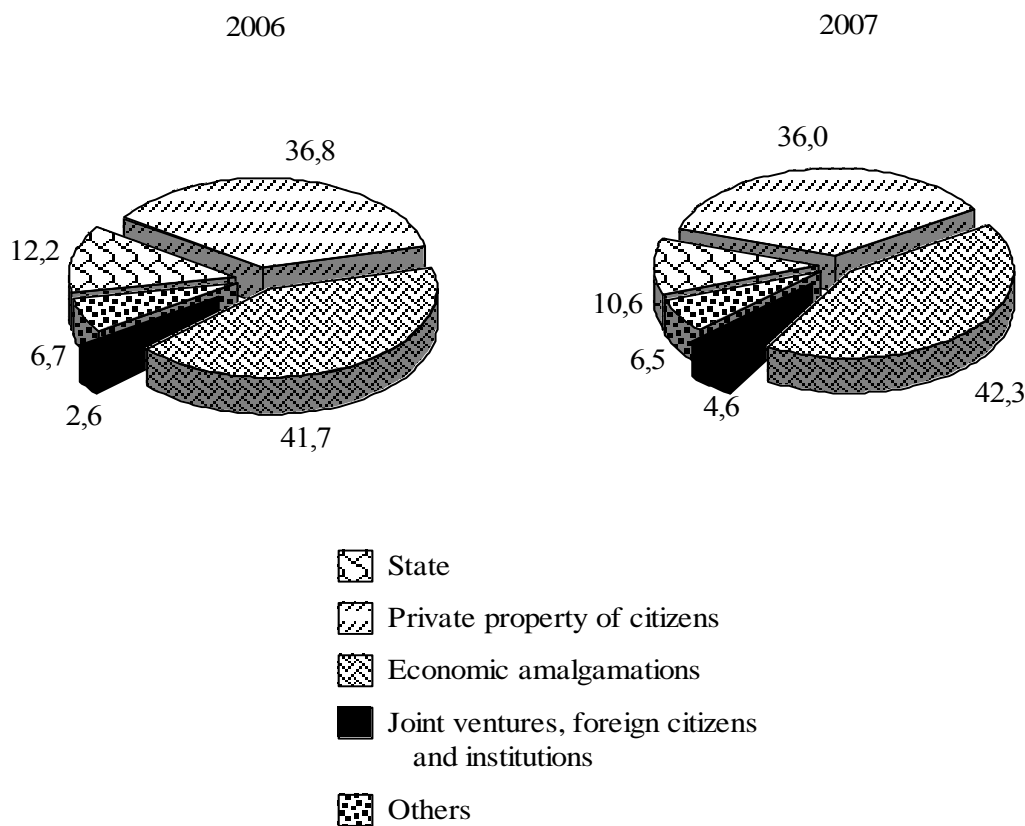 2006
36,8
12,2
6,7
2,6
41,7
2007
36,0
10,6
6,5
4,6
42,3
State
Private property of citizens
Economic amalgamations
Joint ventures, foreign citizens
and institutions
Others